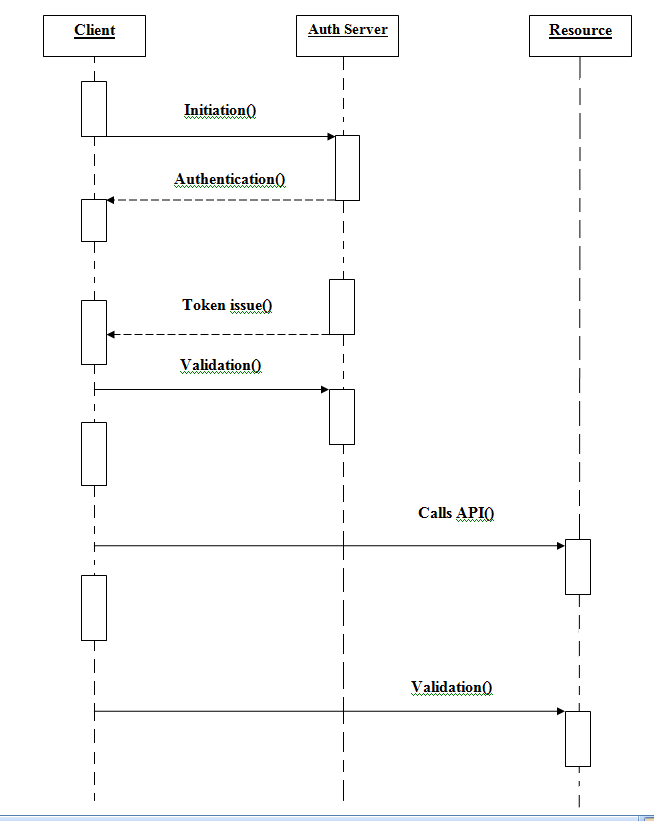 Client
Auth Server
Resource
Initiation()
Authentication()
Token issue()
Validation()
Calls API()
Validation()